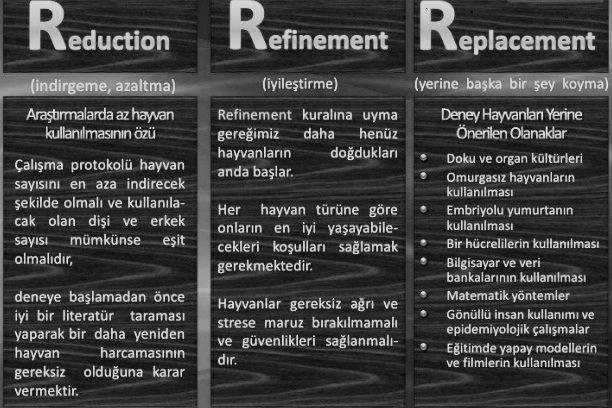 Reduction
(indirgeme, azaltma)
Araştırmalarda az hayvan
kullanılmasının özü
Çalışma protokolü hayvan
sayısını en aza indirecek
şekilde olmalı ve kullanıla-
cak olan dişi ve erkek
sayısı mümkünse eşit
olmalıdır,
deneye başlamadan önce
iyi bir literatür taraması
yaparak bir daha yeniden
hayvan harcamasının
gereksiz olduğuna karar
vermektir.
Refinement
(iyileştirme)
Refinement kuralına uyma
gereğimiz daha henüz
hayvanların doğdukları
anda başlar.
Her hayvan türüne göre
onların en iyi yaşayabile-
cekleri koşulları sağlamak
gerekmektedir.
Hayvanlar gereksiz ağrı ve
strese maruz bırakılmamalı
ve güvenlikleri sağlanmalı-
dır.
Replacement
(yerine başka bir şey koyma)
Deney Hayvanları Yerine
Önerilen Olanaklar
Doku ve organ kültürleri
Omurgasız hayvanların
kullanılması
Embriyolu yumurtanın
kullanılması
Bir hücrelilerin kullanılması
Bilgisayar ve veri
bankalarının kullanılması
Matematik yöntemler
Gönüllü insan kullanımı ve
epidemiyolojik çalışmalar
Eğitimde yapay modellerin
ve filmlerin kullanılması